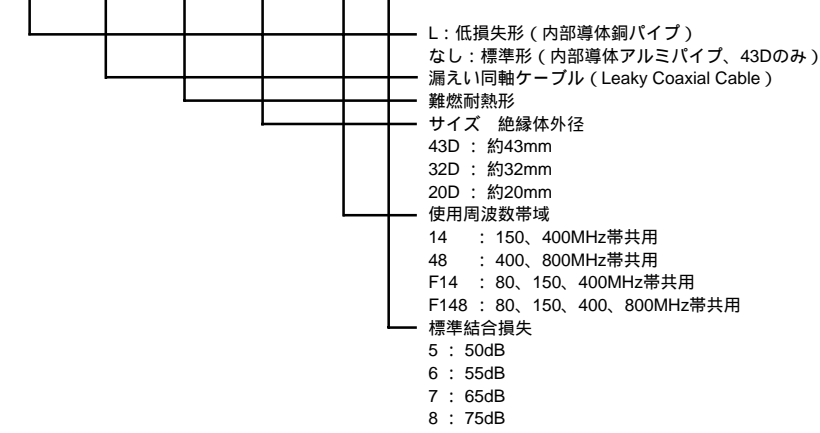 L：低損失形（内部導体銅パイプ）
なし：標準形（内部導体アルミパイプ、43Dのみ）
漏えい同軸ケーブル（Leaky Coaxial Cable）
難燃耐熱形
サイズ　絶縁体外径
43D ： 約43mm
32D ： 約32mm
20D ： 約20mm
使用周波数帯域
14 ： 150、400MHz帯共用
48 ： 400、800MHz帯共用
F14 ： 80、150、400MHz帯共用
F148 ： 80、150、400、800MHz帯共用
標準結合損失
5 ： 50dB
6 ： 55dB
7 ： 65dB
8 ： 75dB